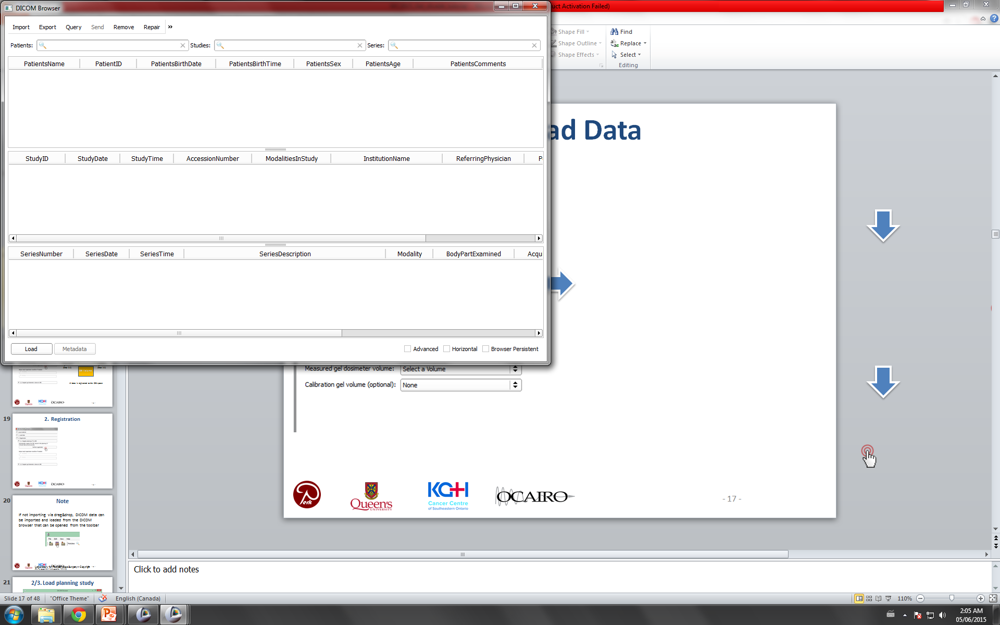 DICOM Browser
uct Activation Failed)
Import Export Query Send Remove Repair »
Patients: Studies: Series:
PatientsName PatientID PatientsBirthDate PatientsBirthTime PatientsSex PatientsAge PatientsComments
StudyID StudyDate StudyTime AccessionNumber ModalitiesInStudy InstitutionName ReferringPhysician P
SeriesNumber SeriesDate SeriesTime SeriesDescription Modality BodyPartExamined Acqu
Load Metadata Advanced Horizontal Browser Persistent
Shape Fill Find
Shape Outline Replace
Shape Effects Select
Editing
ad Data
Measured gel dosimeter volume: Select a Volume
Calibration gel volume (optional): None
Perk
Queen's
UNIVERSITY
KGH
Cancer Centre
of Southeastern Ontario
OCAIRO
- 17 -
19
2. Registration
20
Note
If not importing via drag&drop, DICOM data can
be imported and loaded from the DICOM
browser that can be opened from the toolbar
21
2/3. Load planning study
Click to add notes
Slide 17 of 48 "Office Theme" English (Canada) 110%
2:05 AM
05/06/2015